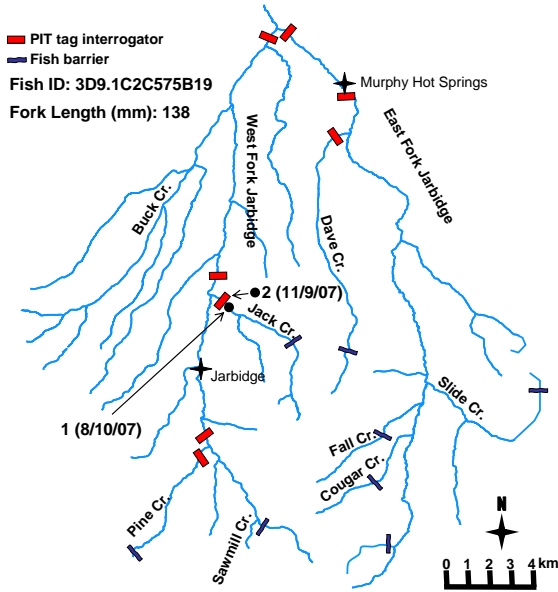 PIT tag interrogator
Fish barrier
Fish ID: 3D9.1C2C575B19
Fork Length (mm): 138
Murphy Hot Springs
West Fork Jarbidge
East Fork Jarbidge
Buck Cr.
Dave Cr.
2 (11/9/07)
Jack Cr.
Jarbidge
1 (8/10/07)
Slide Cr.
Fall Cr.
Cougar Cr.
Pine Cr.
Sawmill Cr.
N
0 1 2 3 4 km